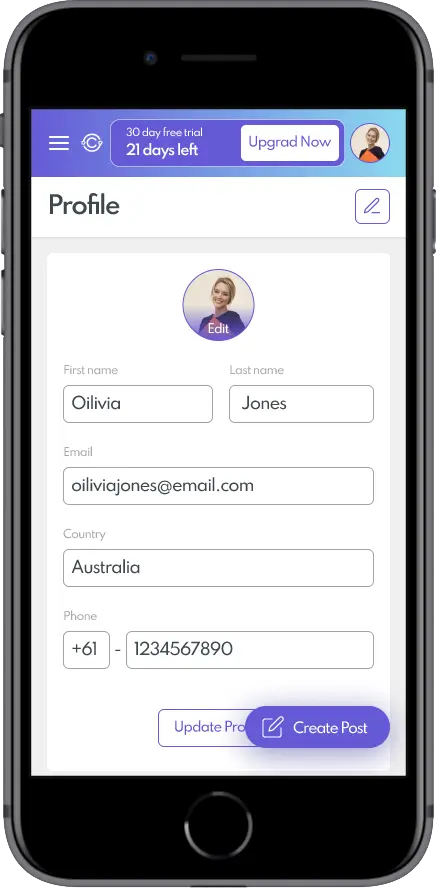 30 day free trial
21 days left
Upgrad Now
Profile
Edit
First name
Last name
Oilivia
Jones
Email
oiliviajones@email.com
Country
Australia
Phone
+61 - 1234567890
Update Pro
Create Post